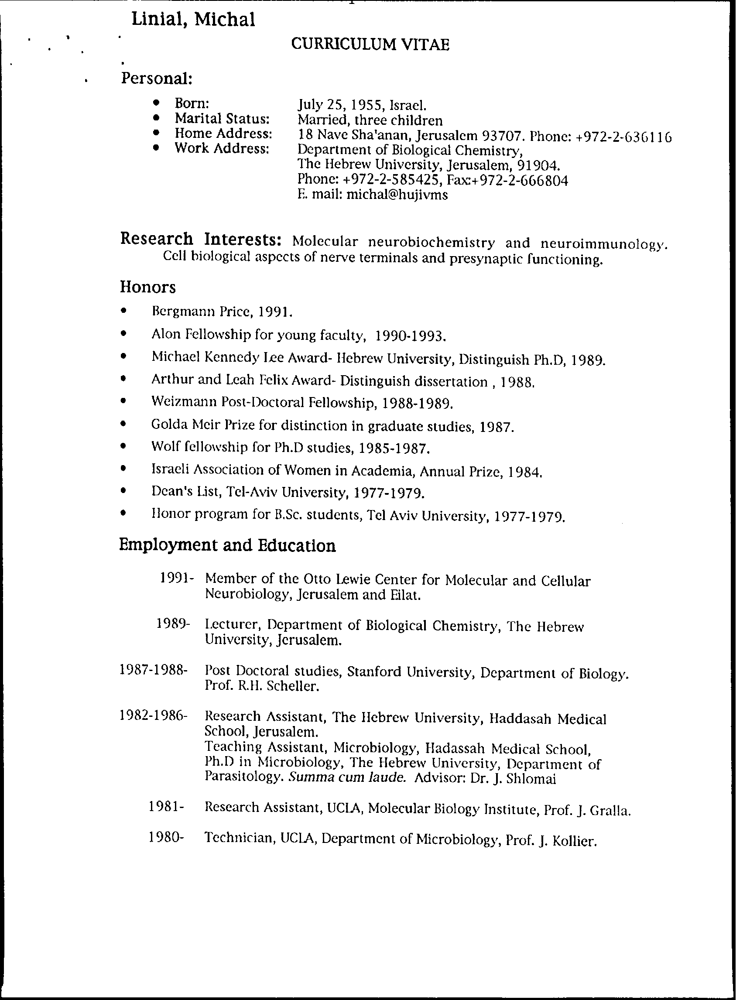 Linial, Michal
CURRICULUM VITAE
Personal:
• Born: July 25, 1955, Israel.
• Marital Status: Married, three children
• Home Address: 18 Nave Sha'anan, Jerusalem 93707. Phone: +972-2-636116
• Work Address: Department of Biological Chemistry,
The Hebrew University, Jerusalem, 91904.
Phone: +972-2-585425, Fax:+972-2-666804
E. mail: michal@hujivms
Research Interests: Molecular neurobiochemistry and neuroimmunology.
Cell biological aspects of nerve terminals and presynaptic functioning.
Honors
• Bergmann Price, 1991.
• Alon Fellowship for young faculty, 1990-1993.
• Michael Kennedy Lee Award- Hebrew University, Distinguish Ph.D, 1989.
• Arthur and Leah Felix Award- Distinguish dissertation , 1988.
• Weizmann Post-Doctoral Fellowship, 1988-1989.
• Golda Meir Prize for distinction in graduate studies, 1987.
• Wolf fellowship for Ph.D studies, 1985-1987.
• Israeli Association of Women in Academia, Annual Prize, 1984.
• Dean's List, Tel-Aviv University, 1977-1979.
• Honor program for B.Sc. students, Tel Aviv University, 1977-1979.
Employment and Education
1991- Member of the Otto Lewie Center for Molecular and Cellular
Neurobiology, Jerusalem and Eilat.
1989- Lecturer, Department of Biological Chemistry, The Hebrew
University, Jerusalem.
1987-1988- Post Doctoral studies, Stanford University, Department of Biology.
Prof. R.H. Scheller.
1982-1986- Research Assistant, The Hebrew University, Haddasah Medical
School, Jerusalem.
Teaching Assistant, Microbiology, Hadassah Medical School,
Ph.D in Microbiology, The Hebrew University, Department of
Parasitology. Summa cum laude. Advisor: Dr. J. Shlomai
1981- Research Assistant, UCLA, Molecular Biology Institute, Prof. J. Gralla.
1980- Technician, UCLA, Department of Microbiology, Prof. J. Kollier.